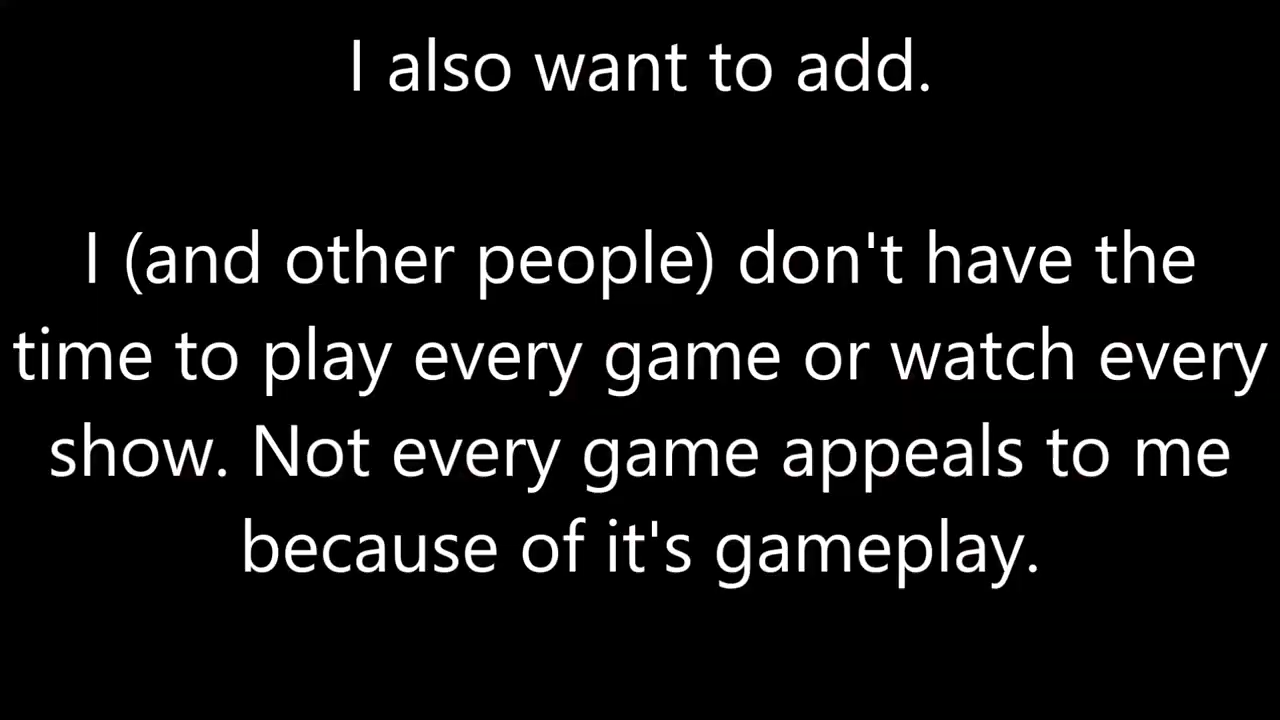 I also want to add.
I (and other people) don't have the
time to play every game or watch every
show. Not every game appeals to me
because of it's gameplay.